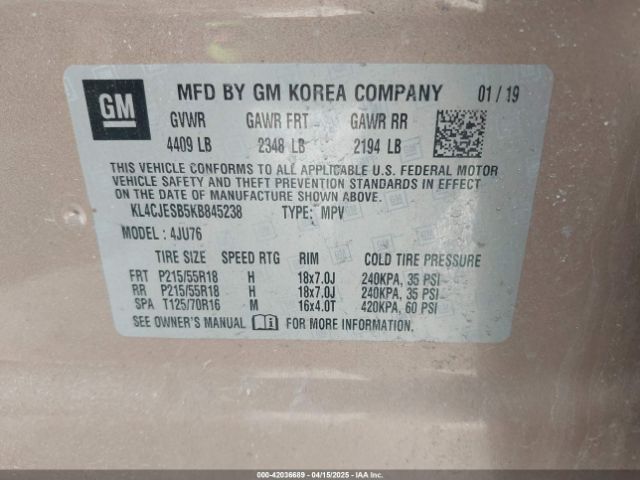 GM
MFD BY GM KOREA COMPANY 01 / 19
GVWR GAWR FRT GAWR RR
4409 LB 2348 LB 2194 LB
THIS VEHICLE CONFORMS TO ALL APPLICABLE U.S. FEDERAL MOTOR
VEHICLE SAFETY AND THEFT PREVENTION STANDARDS IN EFFECT
ON THE DATE OF MANUFACTURE SHOWN ABOVE.
KL4CJESB5KB845238 TYPE: MPV
MODEL : 4JU76
TIRE SIZE SPEED RTG RIM COLD TIRE PRESSURE
FRT P215/55R18 H 18x7.0J 240KPA, 35 PSI
RR P215/55R18 H 18x7.0J 240KPA, 35 PSI
SPA T125/70R16 M 16x4.0T 420KPA, 60 PSI
SEE OWNER'S MANUAL FOR MORE INFORMATION.
000-42036689 - 04/15/2025 - IAAI.COM